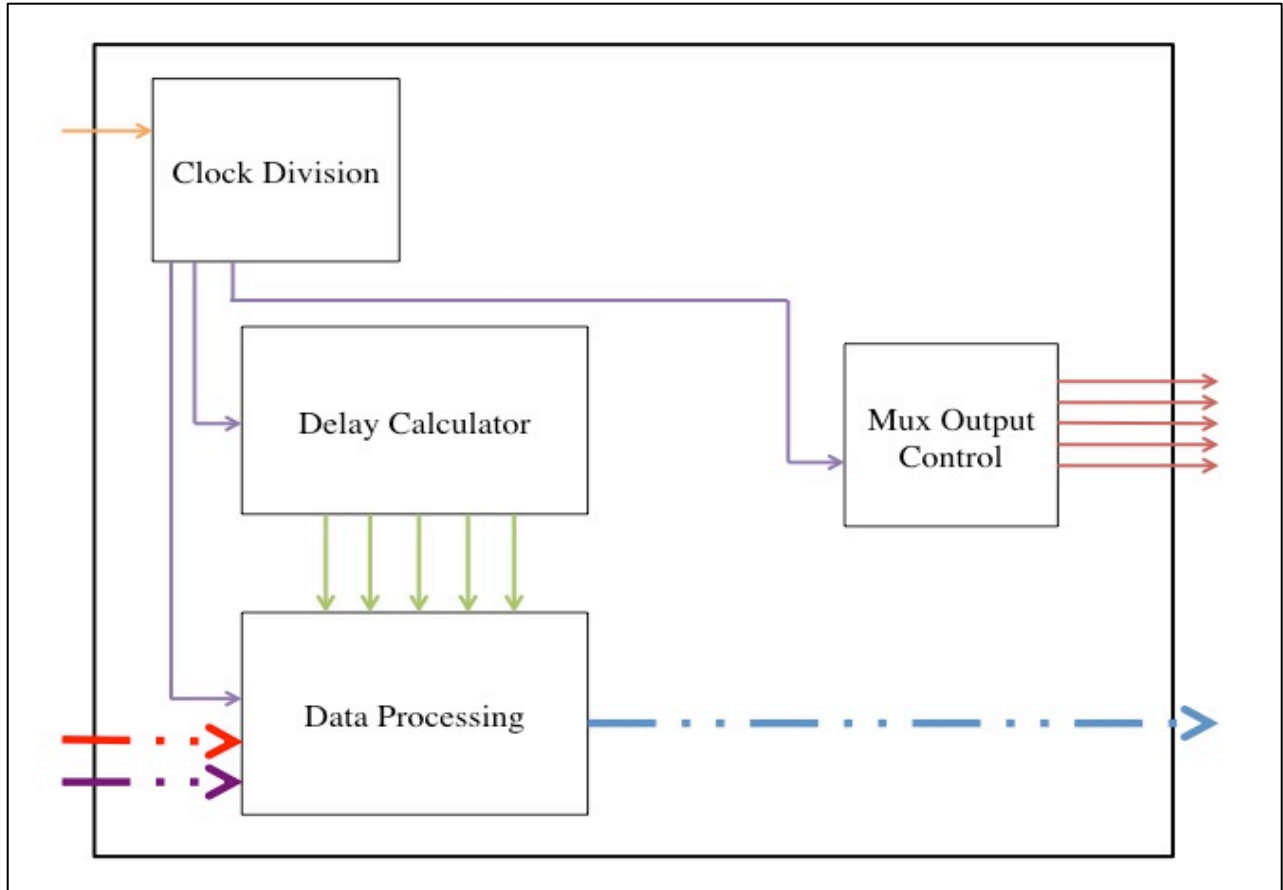 Clock Division
Delay Calculator
Mux Output
Control
Data Processing